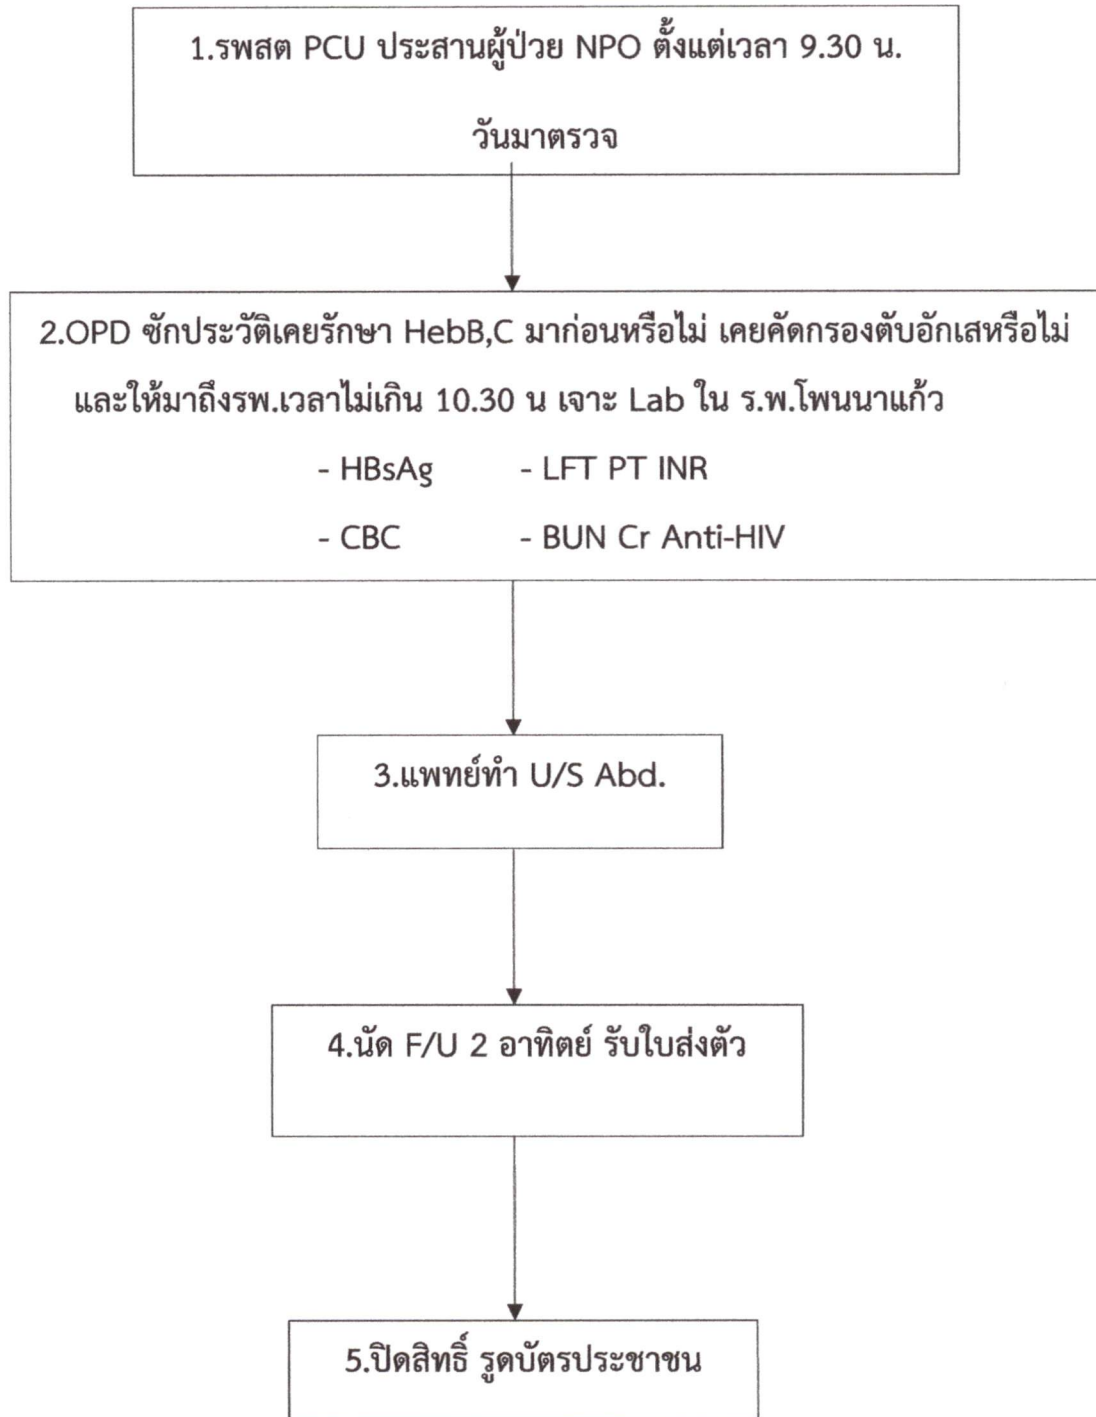 1.รพสต PCU ประสานผู้ป่วย NPO ตั้งแต่เวลา 9.30 น.
วันมาตรวจ
2.OPD ซักประวัติเคยรักษา HebB,C มาก่อนหรือไม่ เคยคัดกรองตับอักเสหรือไม่
และให้มาถึงรพ.เวลาไม่เกิน 10.30 น เจาะ Lab ใน ร.พ.โพนนาแก้ว
- HBsAg - LFT PT INR
- CBC - BUN Cr Anti-HIV
3.แพทย์ทำ U/S Abd.
4.นัด F/U 2 อาทิตย์ รับใบส่งตัว
5.ปิดสิทธิ์ รูดบัตรประชาชน